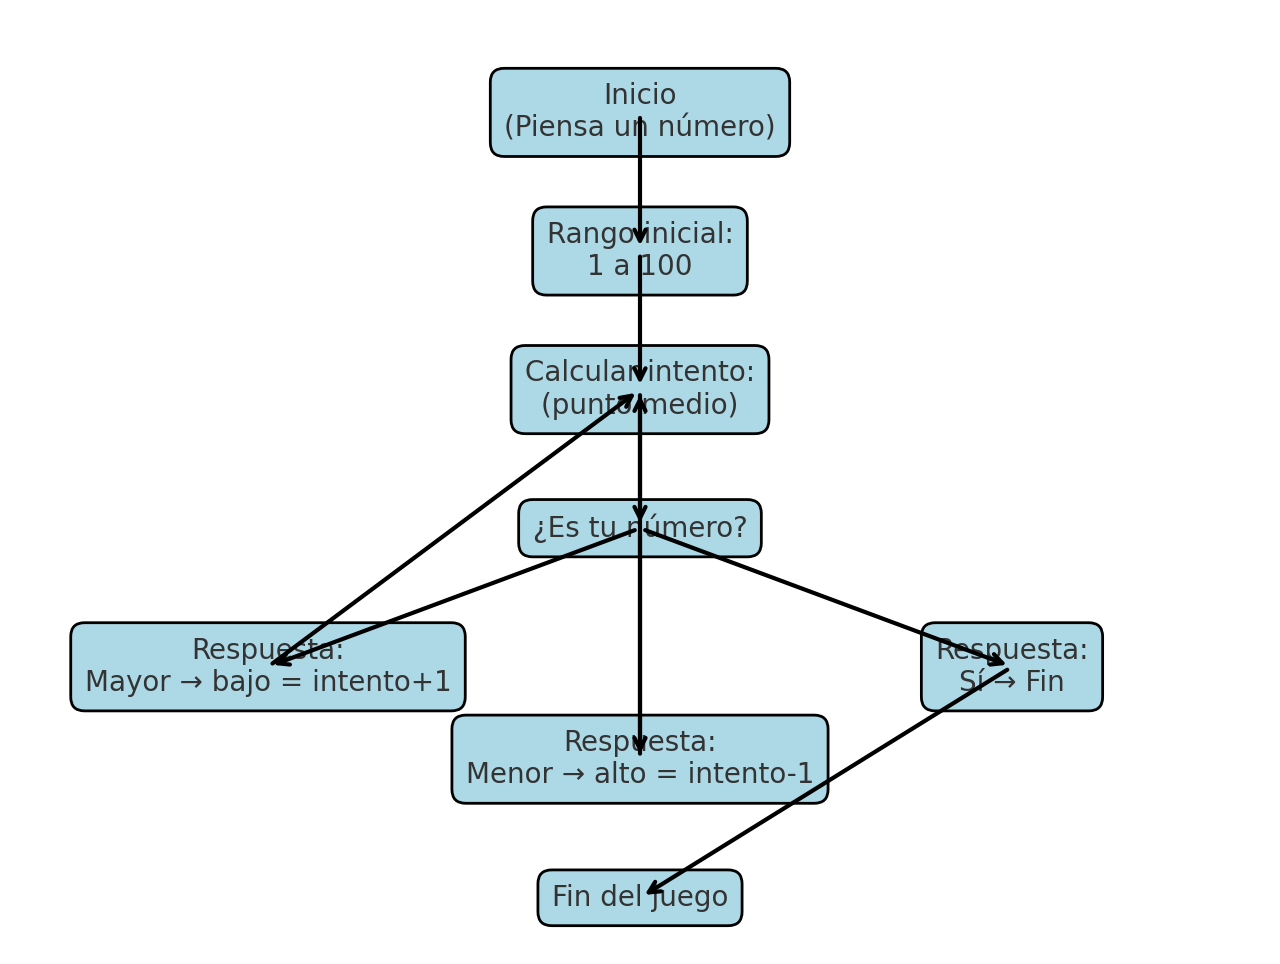 Inicio
(Piensa un número)
Rango inicial:
1 a 100
Calcular intento:
(punto medio)
¿Es tu número?
Respuesta:
Mayor → bajo = intento+1
Respuesta:
Sí → Fin
Respuesta:
Menor → alto = intento-1
Fin del juego